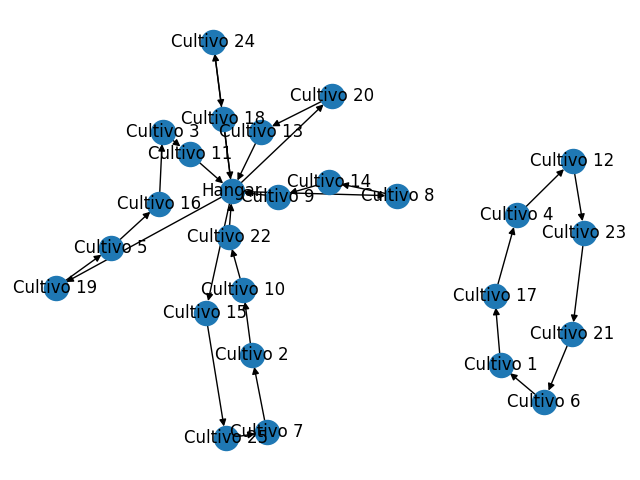 Cultivo 24
Cultivo 20
Cultivo 18
Cultivo 3
Cultivo 13
Cultivo 11
Cultivo 12
Cultivo 14
Hangar
Cultivo 9
Cultivo 8
Cultivo 16
Cultivo 4
Cultivo 23
Cultivo 22
Cultivo 5
Cultivo 19
Cultivo 10
Cultivo 17
Cultivo 15
Cultivo 21
Cultivo 2
Cultivo 1
Cultivo 6
Cultivo 7
Cultivo 25